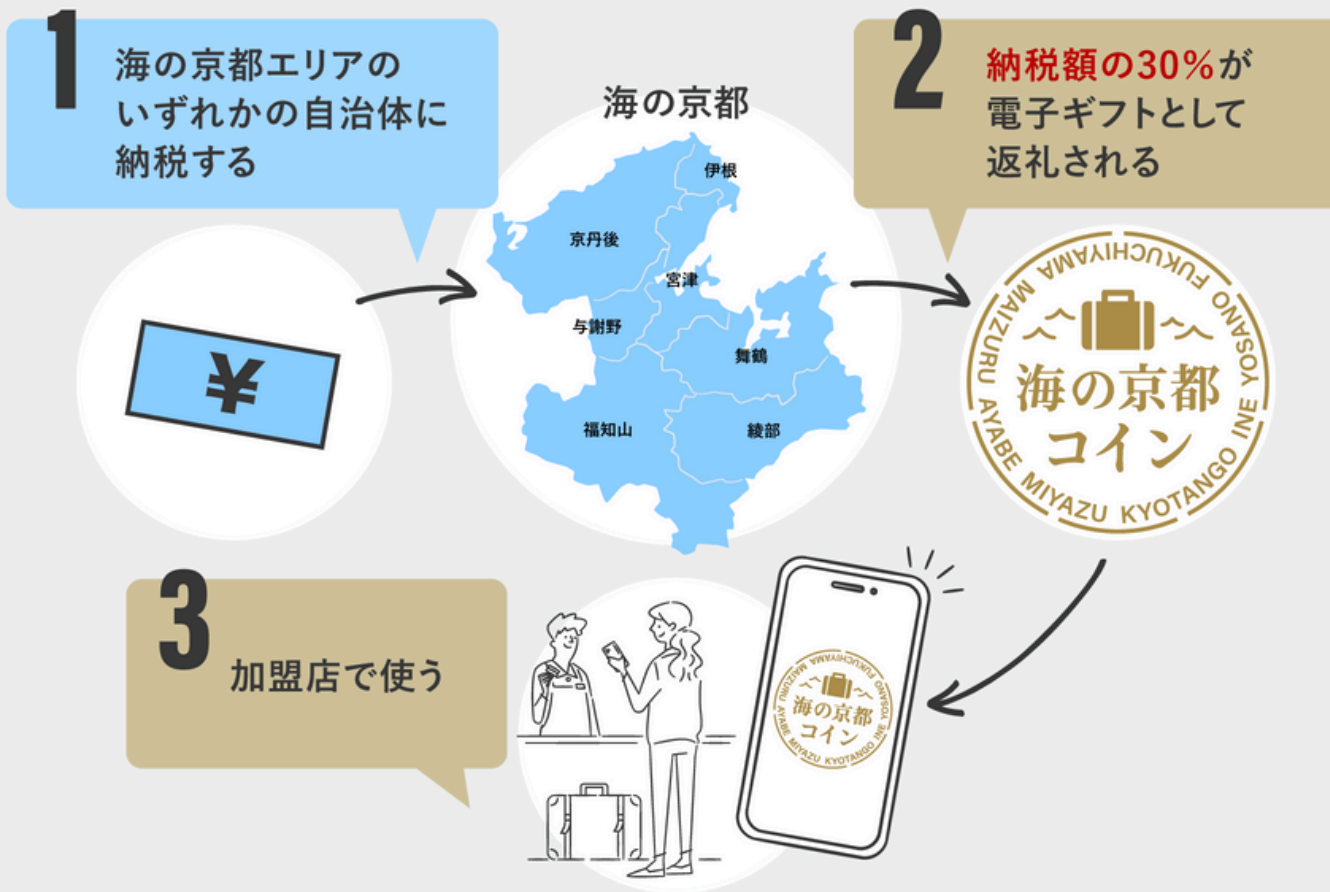 1
海の京都エリアの
いずれかの自治体に
納税する
2
納税額の30%が
電子ギフトとして
返礼される
海の京都
伊根
京丹後
宮津
与謝野
舞鶴
福知山
綾部
¥
海の京都
コイン
MAIZURU FUKUCHIYAMA YOSANO INE KYOTANGO MIYAZU AYABE
3
加盟店で使う
海の京都
コイン
MAIZURU FUKUCHIYAMA YOSANO INE KYOTANGO MIYAZU AYABE